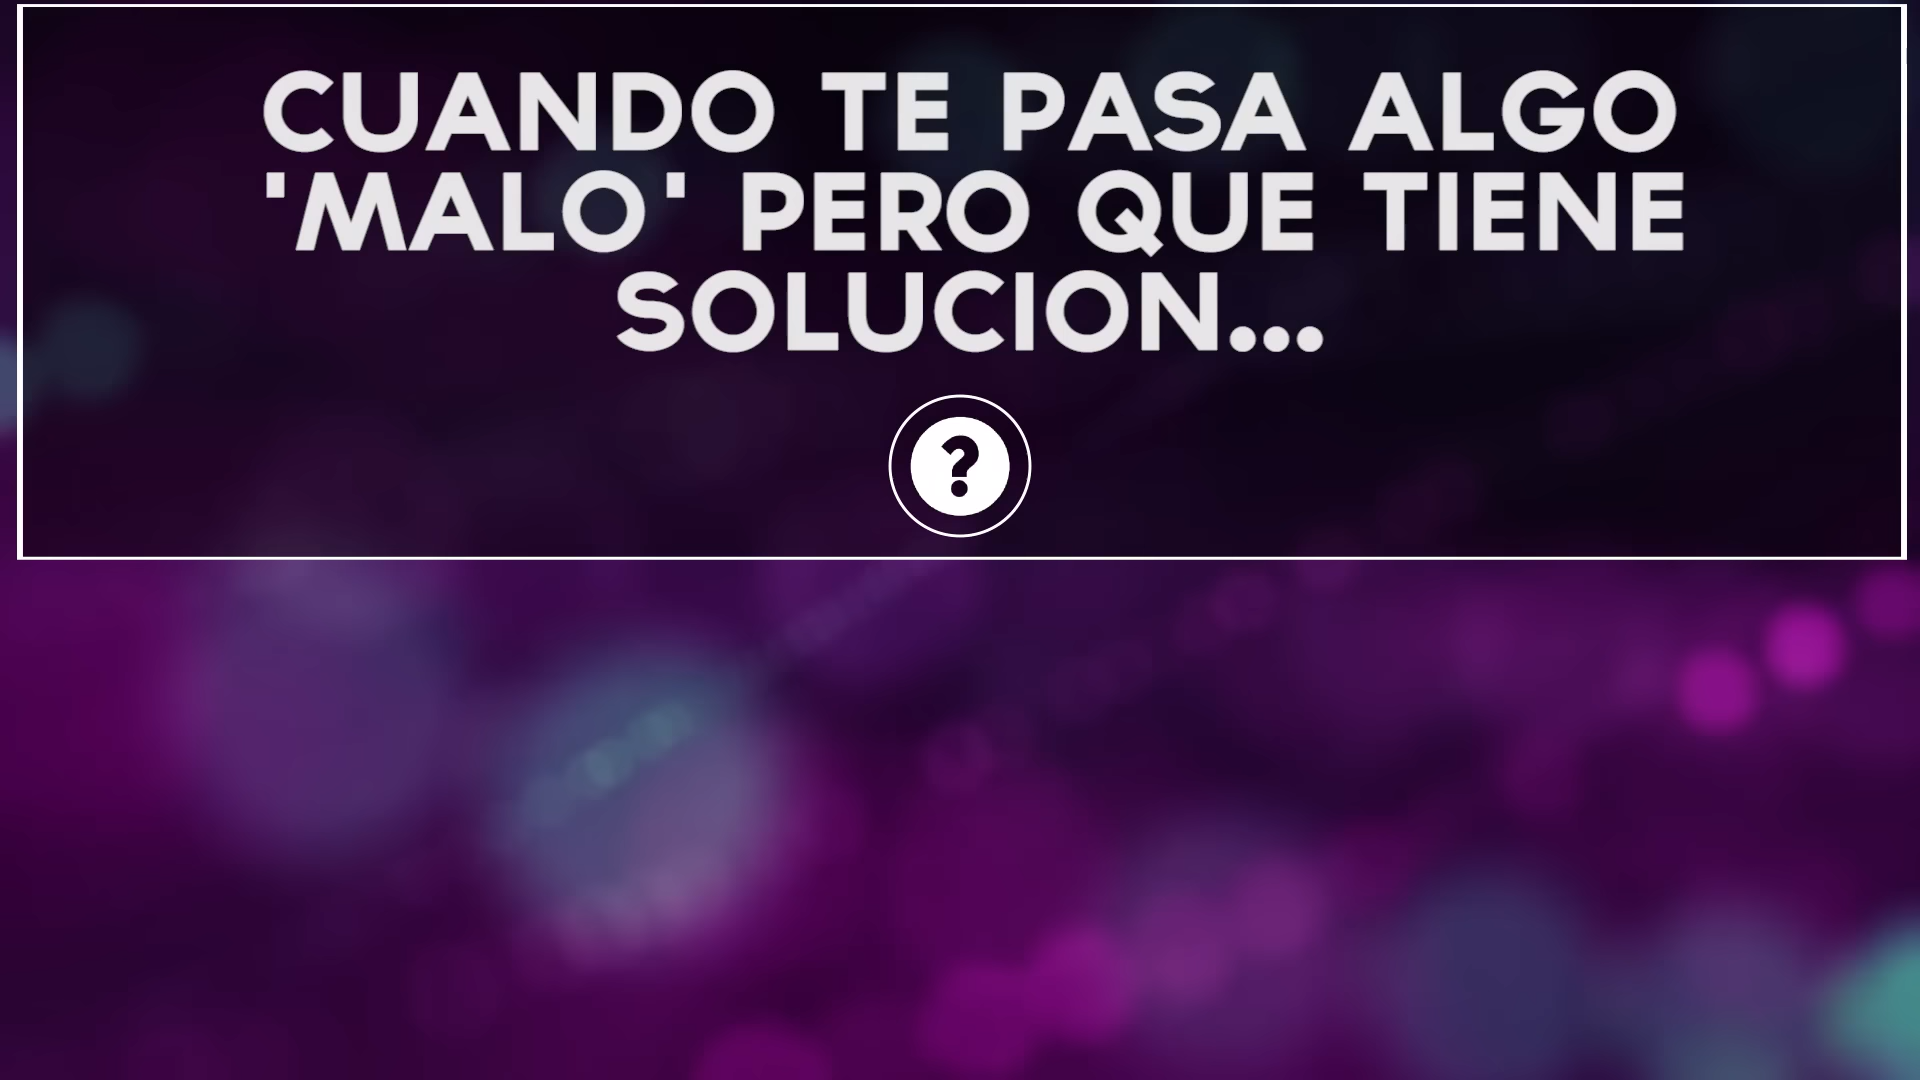 CUANDO TE PASA ALGO
'MALO' PERO QUE TIENE
SOLUCION...
?